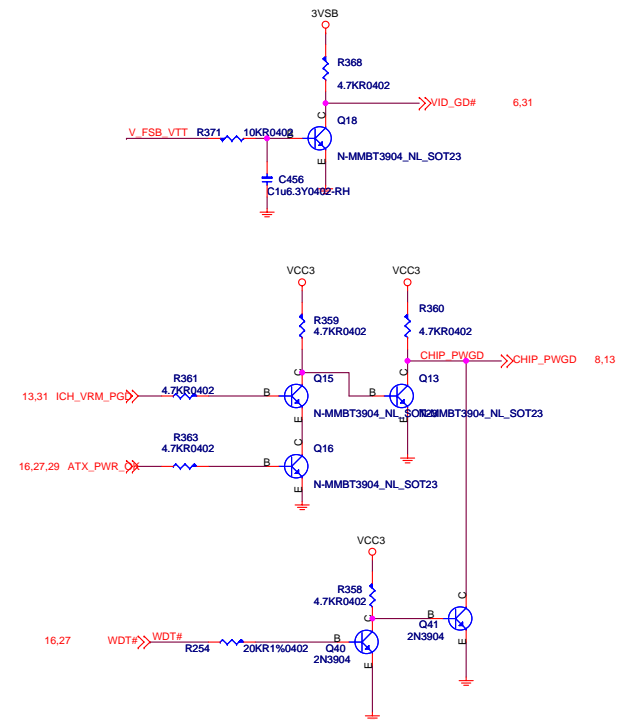 3VSB
R368
4.7KR0402
VID_GD# 6,31
C
Q18
V_FSB_VTT R371 10KR0402 B
N-MMBT3904_NL_SOT23
E
C456
C1u6.3Y0402-RH
VCC3 VCC3
R359 R360
4.7KR0402 4.7KR0402
CHIP_PWGD CHIP_PWGD 8,13
C C
R361 Q15 Q13
4.7KR0402
13,31 ICH_VRM_PGD B B
N-MMBT3904_NL_SOT23 N-MMBT3904_NL_SOT23
E E
R363 C Q16
4.7KR0402
16,27,29 ATX_PWR_OK B
E N-MMBT3904_NL_SOT23
VCC3
R358
4.7KR0402
C C
B Q41
2N3904
16,27 WDT# WDT# B
R254 20KR1%0402 Q40
2N3904
E E